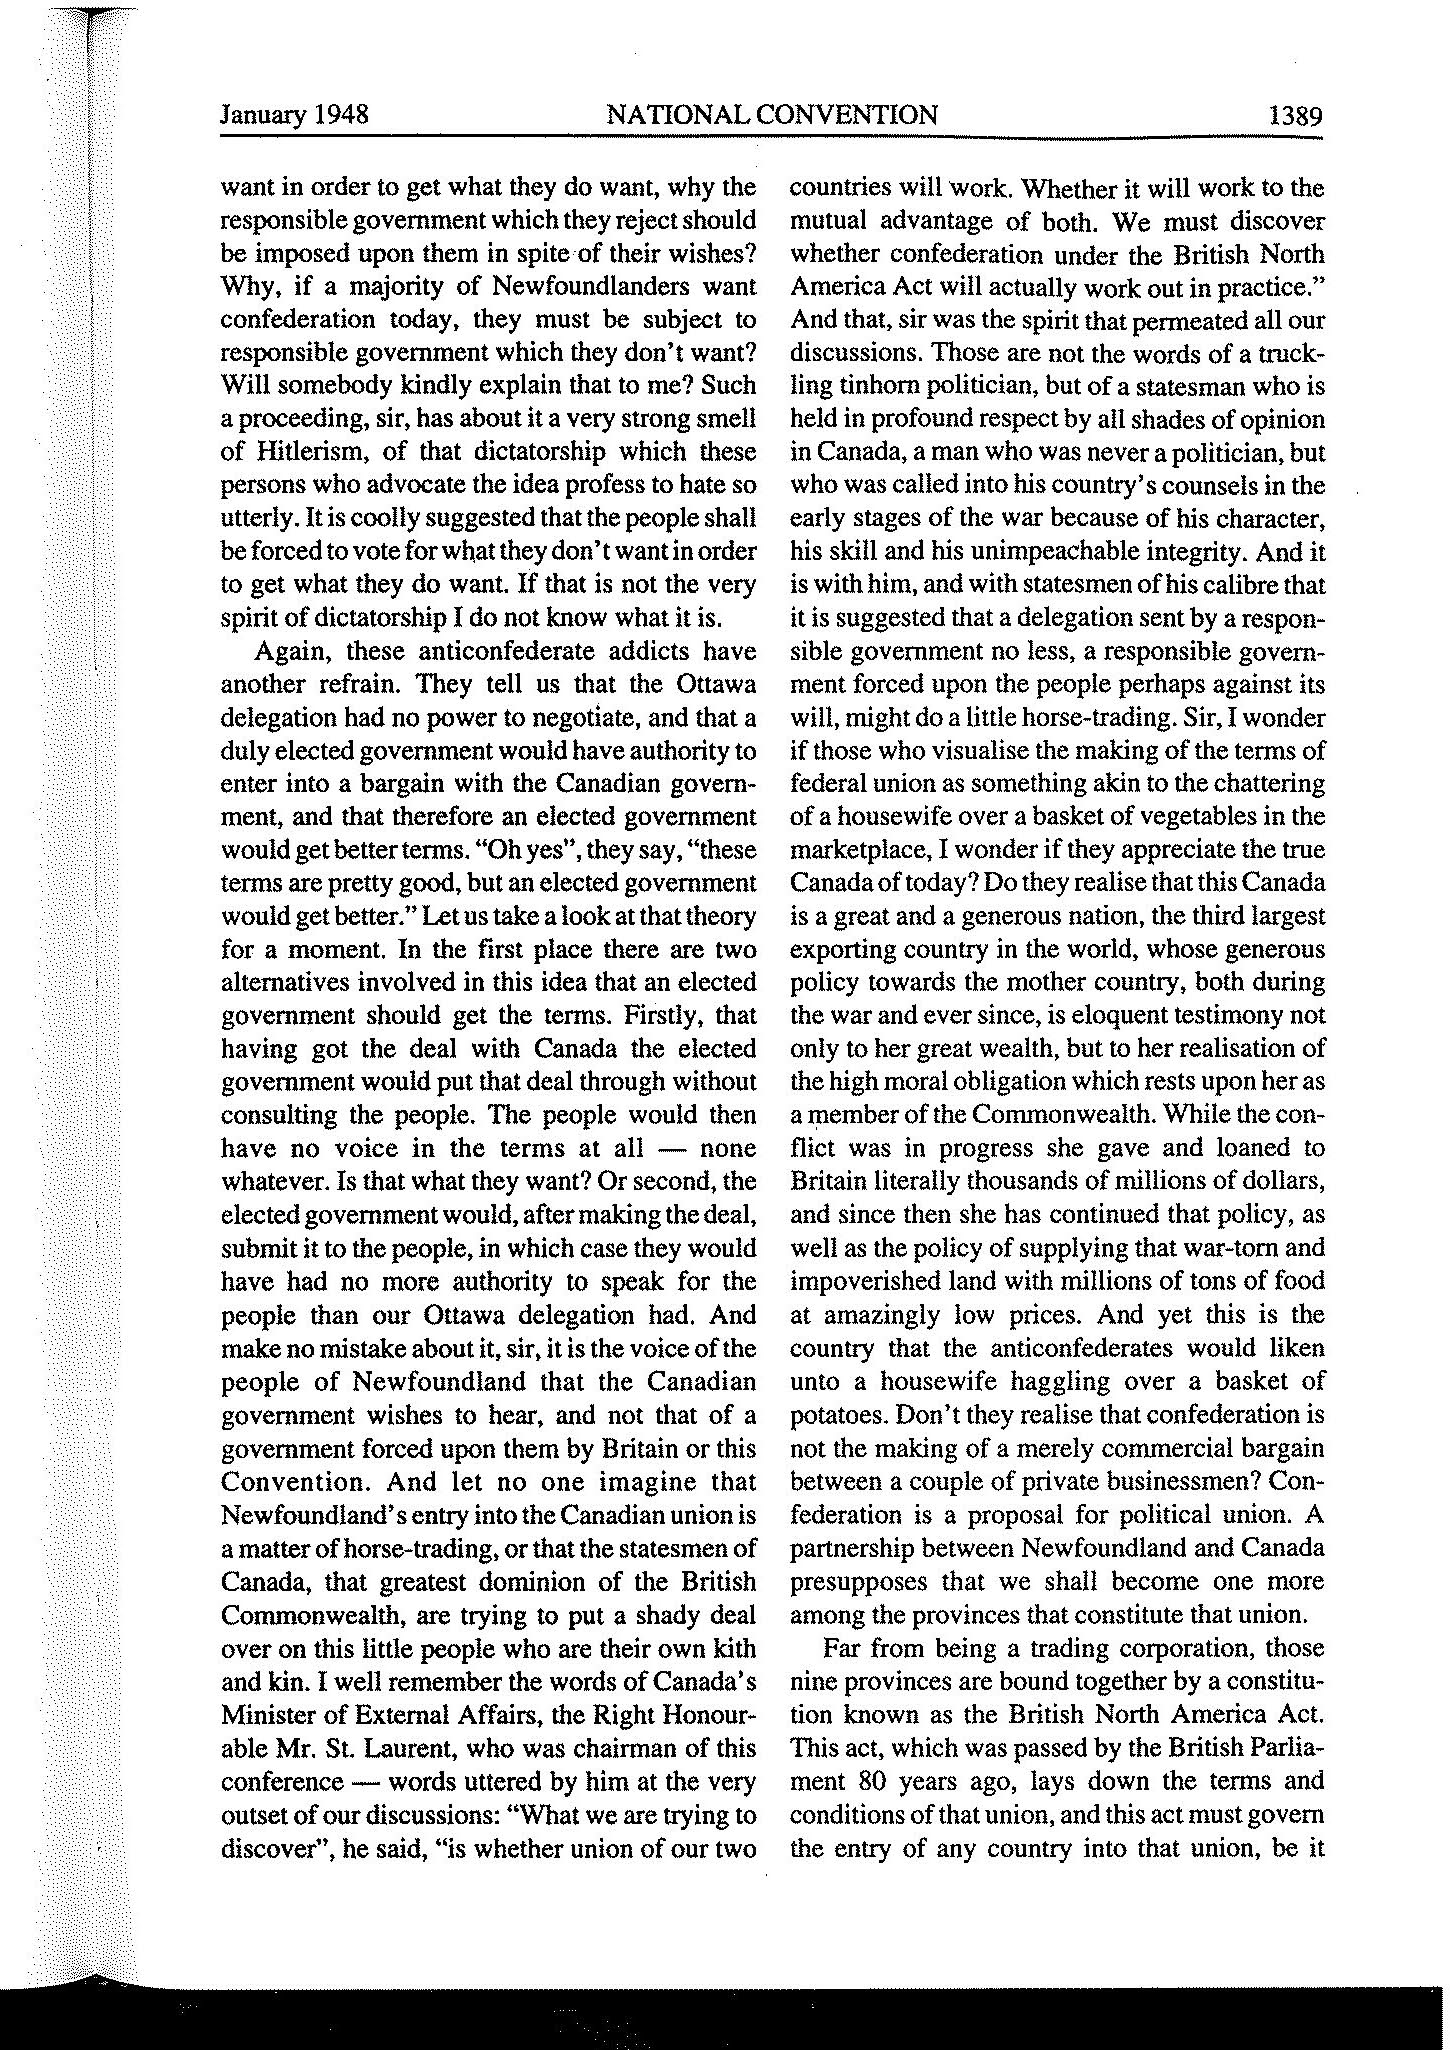 January 1948 NATIONAL CONVENTION 1389
want in order to get what they do want, why the
responsible government which they reject should
be imposed upon them in spite of their wishes?
Why, if a majority of Newfoundlanders want
confederation today, they must be subject to
responsible government which they don't want?
Will somebody kindly explain that to me? Such
a proceeding, sir, has about it a very strong smell
of Hitlerism, of that dictatorship which these
persons who advocate the idea profess to hate so
utterly. It is coolly suggested that the people shall
be forced to vote for what they don't want in order
to get what they do want. If that is not the very
spirit of dictatorship I do not know what it is.
Again, these anticonfederate addicts have
another refrain. They tell us that the Ottawa
delegation had no power to negotiate, and that a
duly elected government would have authority to
enter into a bargain with the Canadian govern-
ment, and that therefore an elected government
would get better terms. "Oh yes", they say, "these
terms are pretty good, but an elected government
would get better." Let us take a look at that theory
for a moment. In the first place there are two
alternatives involved in this idea that an elected
government should get the terms. Firstly, that
having got the deal with Canada the elected
government would put that deal through without
consulting the people. The people would then
have no voice in the terms at all — none
whatever. Is that what they want? Or second, the
elected government would, after making the deal,
submit it to the people, in which case they would
have had no more authority to speak for the
people than our Ottawa delegation had. And
make no mistake about it, sir, it is the voice of the
people of Newfoundland that the Canadian
government wishes to hear, and not that of a
government forced upon them by Britain or this
Convention. And let no one imagine that
Newfoundland's entry into the Canadian union is
a matter of horse-trading, or that the statesmen of
Canada, that greatest dominion of the British
Commonwealth, are trying to put a shady deal
over on this little people who are their own kith
and kin. I well remember the words of Canada's
Minister of External Affairs, the Right Honour-
able Mr. St. Laurent, who was chairman of this
conference — words uttered by him at the very
outset of our discussions: "What we are trying to
discover", he said, "is whether union of our two
countries will work. Whether it will work to the
mutual advantage of both. We must discover
whether confederation under the British North
America Act will actually work out in practice."
And that, sir was the spirit that permeated all our
discussions. Those are not the words of a truck-
ling tinhorn politician, but of a statesman who is
held in profound respect by all shades of opinion
in Canada, a man who was never a politician, but
who was called into his country's counsels in the
early stages of the war because of his character,
his skill and his unimpeachable integrity. And it
is with him, and with statesmen of his calibre that
it is suggested that a delegation sent by a respon-
sible government no less, a responsible govern-
ment forced upon the people perhaps against its
will, might do a little horse-trading. Sir, I wonder
if those who visualise the making of the terms of
federal union as something akin to the chattering
of a housewife over a basket of vegetables in the
marketplace, I wonder if they appreciate the true
Canada of today? Do they realise that this Canada
is a great and a generous nation, the third largest
exporting country in the world, whose generous
policy towards the mother country, both during
the war and ever since, is eloquent testimony not
only to her great wealth, but to her realisation of
the high moral obligation which rests upon her as
a member of the Commonwealth. While the con-
flict was in progress she gave and loaned to
Britain literally thousands of millions of dollars,
and since then she has continued that policy, as
well as the policy of supplying that war-torn and
impoverished land with millions of tons of food
at amazingly low prices. And yet this is the
country that the anticonfederates would liken
unto a housewife haggling over a basket of
potatoes. Don't they realise that confederation is
not the making of a merely commercial bargain
between a couple of private businessmen? Con-
federation is a proposal for political union. A
partnership between Newfoundland and Canada
presupposes that we shall become one more
among the provinces that constitute that union.
Far from being a trading corporation, those
nine provinces are bound together by a constitu-
tion known as the British North America Act.
This act, which was passed by the British Parlia-
ment 80 years ago, lays down the terms and
conditions of that union, and this act must govern
the entry of any country into that union, be it